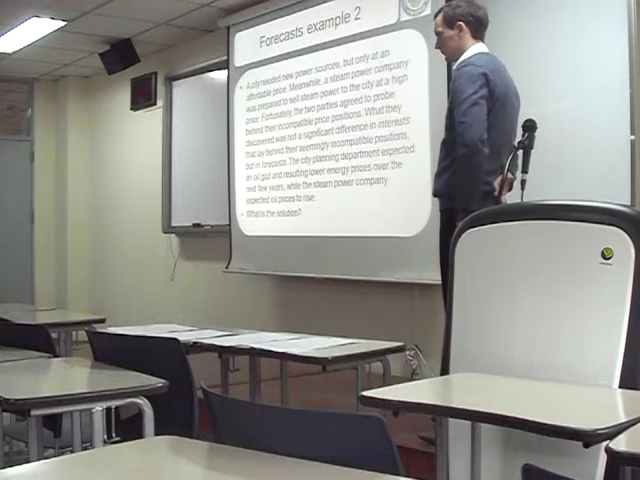 Forecasts example 2
• A city needed new power sources, but only at an
affordable price. Meanwhile, a steam power company
was prepared to sell steam power to the city at a high
price. Fortunately, the two parties agreed to probe
behind their incompatible price positions. What they
discovered was not a significant difference in interests
that lay behind their seemingly incompatible positions,
but in forecasts. The city planning department expected
an oil glut and resulting lower energy prices over the
next few years, while the steam power company
expected oil prices to rise.
• What is the solution?